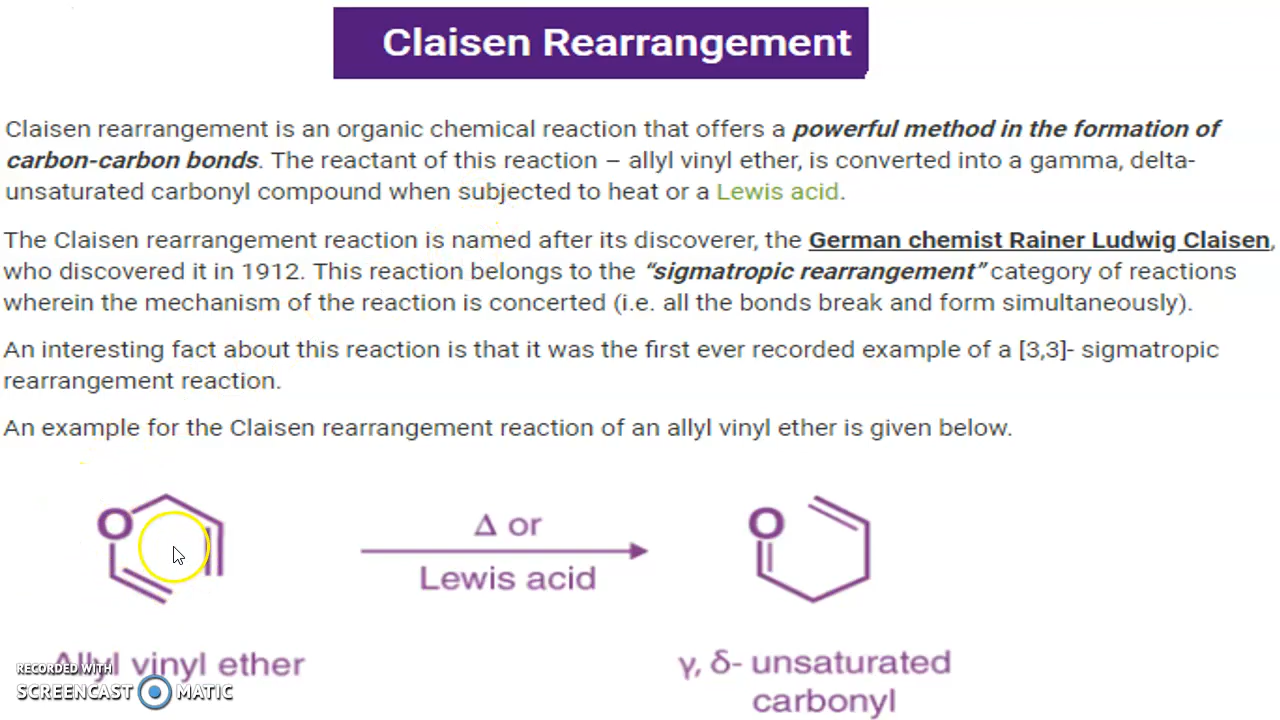 Claisen Rearrangement
Claisen rearrangement is an organic chemical reaction that offers a powerful method in the formation of
carbon-carbon bonds. The reactant of this reaction – allyl vinyl ether, is converted into a gamma, delta-
unsaturated carbonyl compound when subjected to heat or a Lewis acid.
The Claisen rearrangement reaction is named after its discoverer, the German chemist Rainer Ludwig Claisen,
who discovered it in 1912. This reaction belongs to the “sigmatropic rearrangement” category of reactions
wherein the mechanism of the reaction is concerted (i.e. all the bonds break and form simultaneously).
An interesting fact about this reaction is that it was the first ever recorded example of a [3,3]- sigmatropic
rearrangement reaction.
An example for the Claisen rearrangement reaction of an allyl vinyl ether is given below.
O
Δ or
Lewis acid
O
Allyl vinyl ether
γ, δ- unsaturated
carbonyl
RECORDED WITH
SCREENCAST MATIC